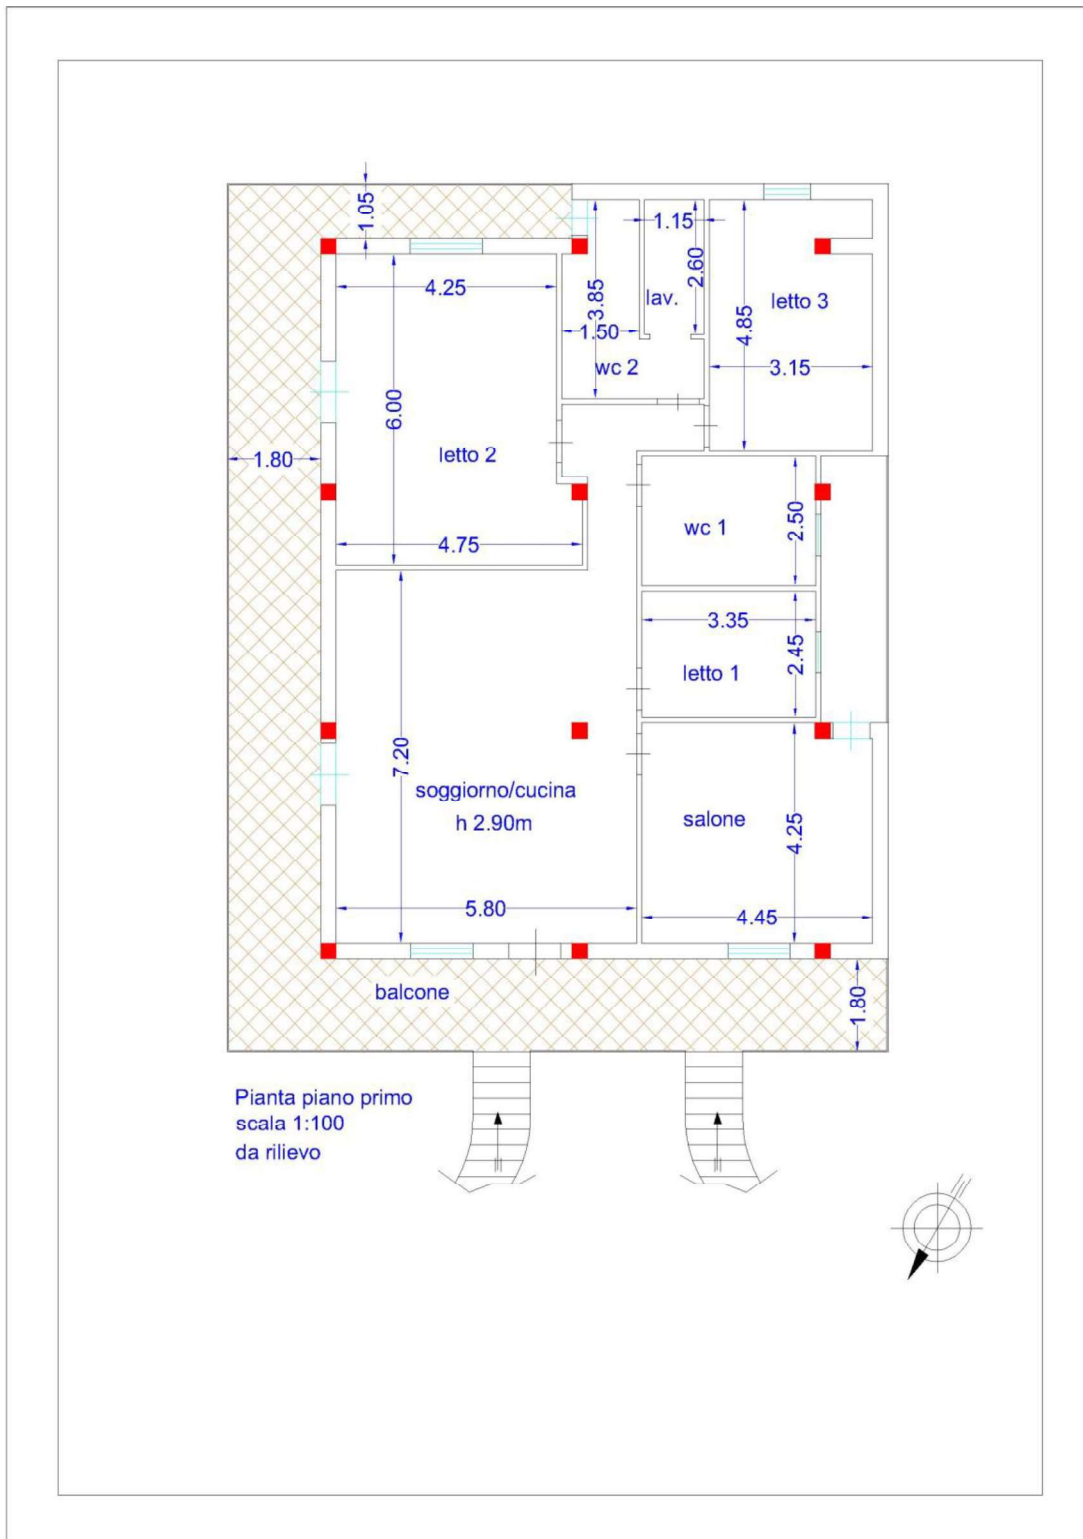 1.05
1.15
4.25
2.60
3.85
lav.
letto 3
4.85
1.50
wc 2
3.15
6.00
letto 2
1.80
wc 1
2.50
4.75
3.35
2.45
letto 1
7.20
soggiorno/cucina
h 2.90m
salone
4.25
5.80
4.45
balcone
1.80
Pianta piano primo
scala 1:100
da rilievo